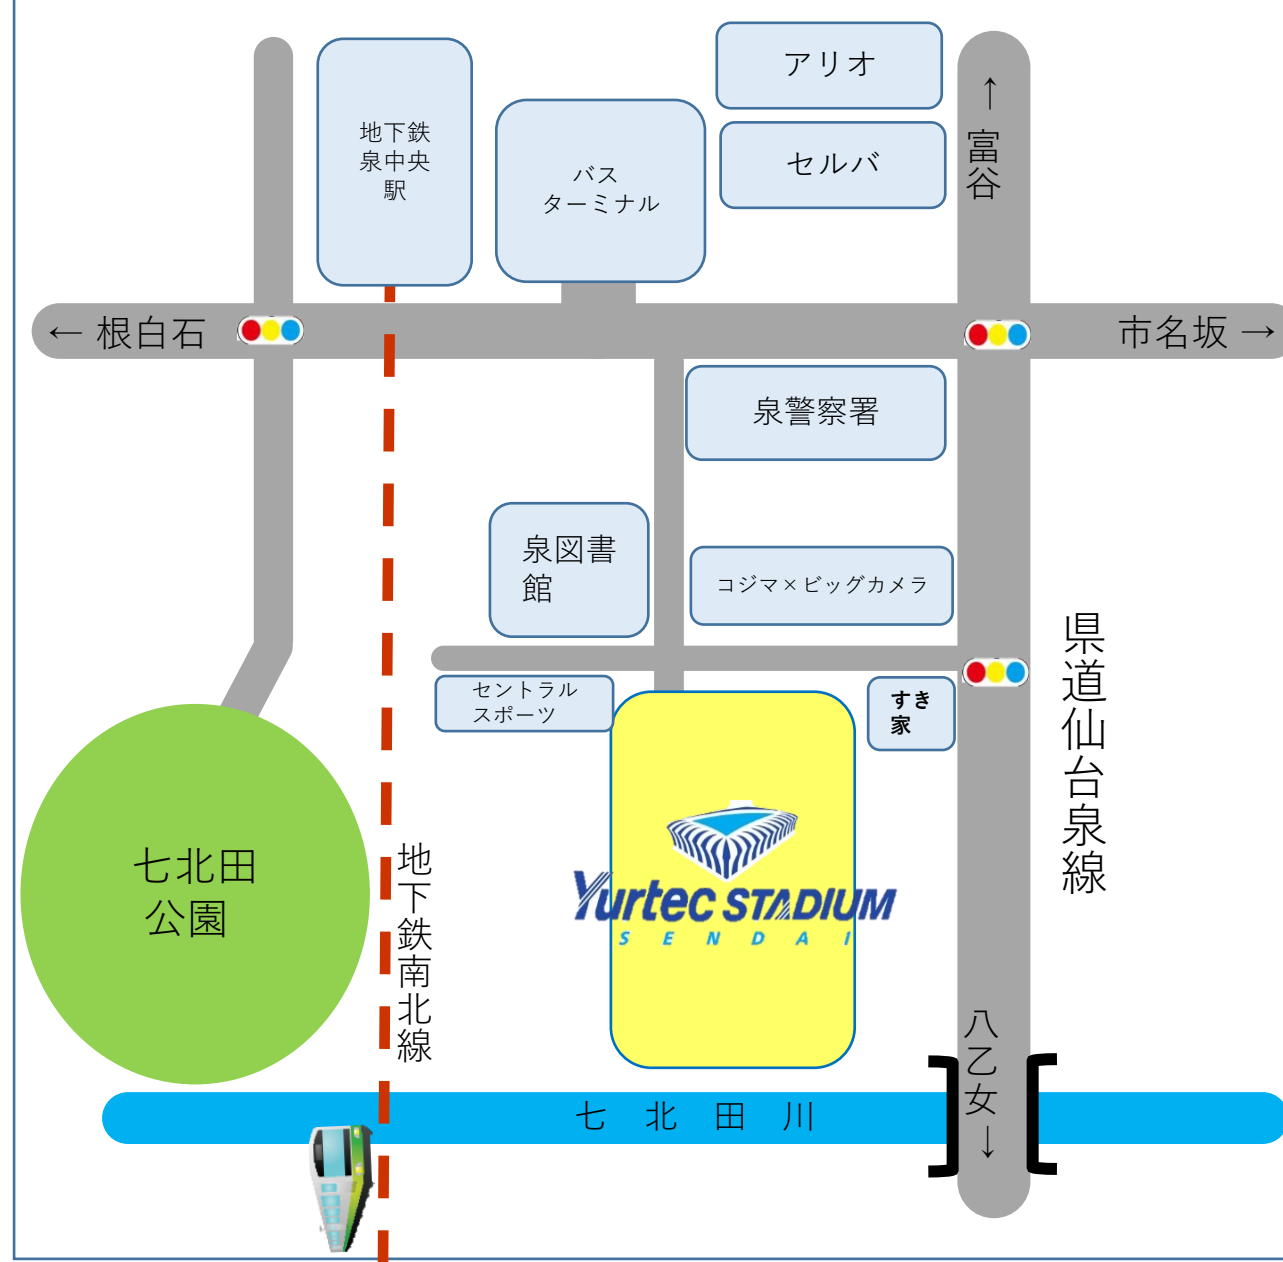 アリオ
↑
富谷
地下鉄
泉中央
駅
バス
ターミナル
セルバ
← 根白石
市名坂 →
泉警察署
泉図書
館
コジマ×ビッグカメラ
県道仙台泉線
セントラル
スポーツ
すき
家
Yurtec STADIUM
SENDAI
七北田
公園
地下鉄南北線
八乙女↓
七北田川